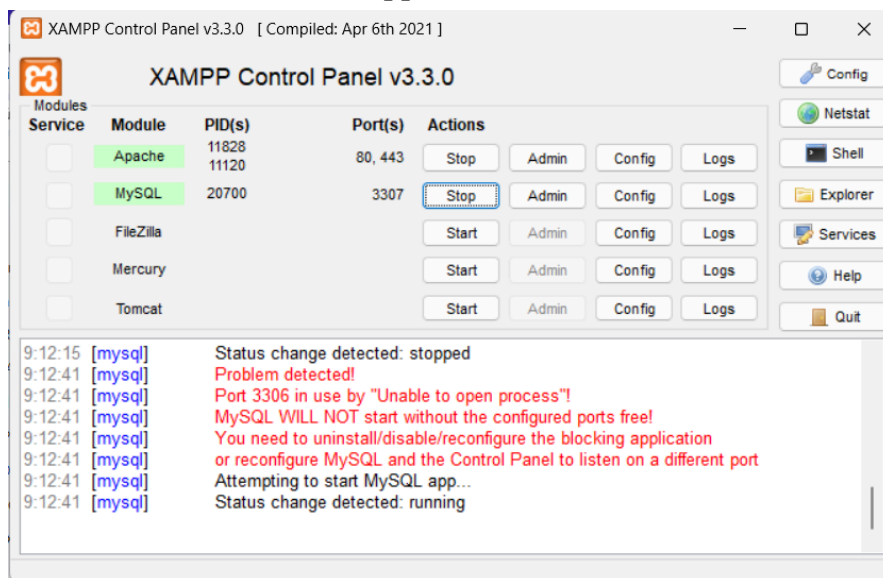 XAMPP Control Panel v3.3.0 [ Compiled: Apr 6th 2021 ]
XAMPP Control Panel v3.3.0
Config
Modules
Service Module PID(s) Port(s) Actions
Netstat
Apache 11828 11120 80, 443 Stop Admin Config Logs
Shell
MySQL 20700 3307 Stop Admin Config Logs
Explorer
FileZilla Start Admin Config Logs
Services
Mercury Start Admin Config Logs
Help
Tomcat Start Admin Config Logs
Quit
9:12:15 [mysql] Status change detected: stopped
9:12:41 [mysql] Problem detected!
9:12:41 [mysql] Port 3306 in use by "Unable to open process"!
9:12:41 [mysql] MySQL WILL NOT start without the configured ports free!
9:12:41 [mysql] You need to uninstall/disable/reconfigure the blocking application
9:12:41 [mysql] or reconfigure MySQL and the Control Panel to listen on a different port
9:12:41 [mysql] Attempting to start MySQL app...
9:12:41 [mysql] Status change detected: running